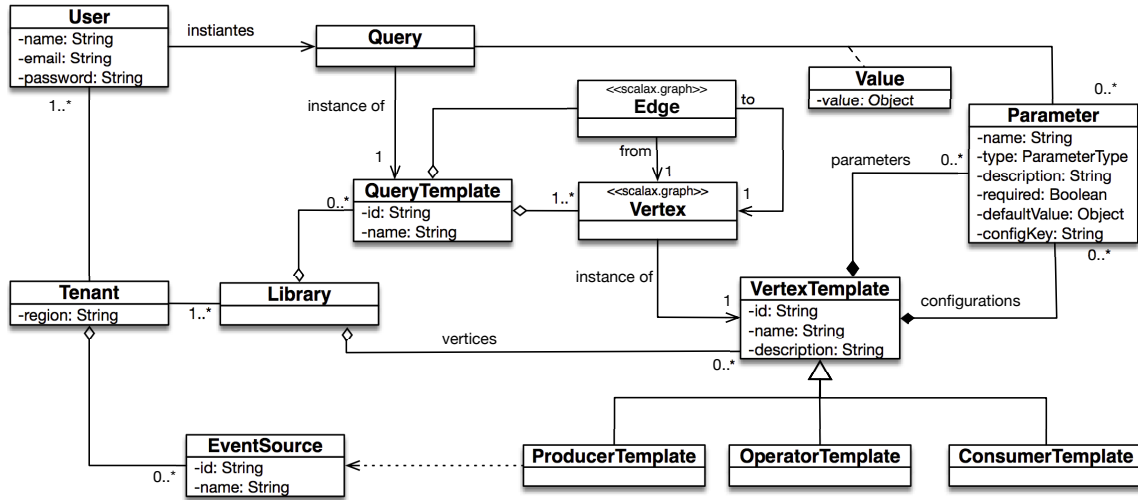 User
-name: String
-email: String
-password: String
1..*
instiantes
Query
instance of
1
<<scalax.graph>>
Edge
to
from
1
1
Value
-value: Object
0..*
Parameter
-name: String
-type: ParameterType
-description: String
-required: Boolean
-defaultValue: Object
-configKey: String
parameters
0..*
0..*
QueryTemplate
-id: String
-name: String
0..*
1..*
<<scalax.graph>>
Vertex
instance of
1
Tenant
-region: String
1..*
Library
vertices
0..*
VertexTemplate
-id: String
-name: String
-description: String
configurations
EventSource
-id: String
-name: String
0..*
ProducerTemplate
OperatorTemplate
ConsumerTemplate